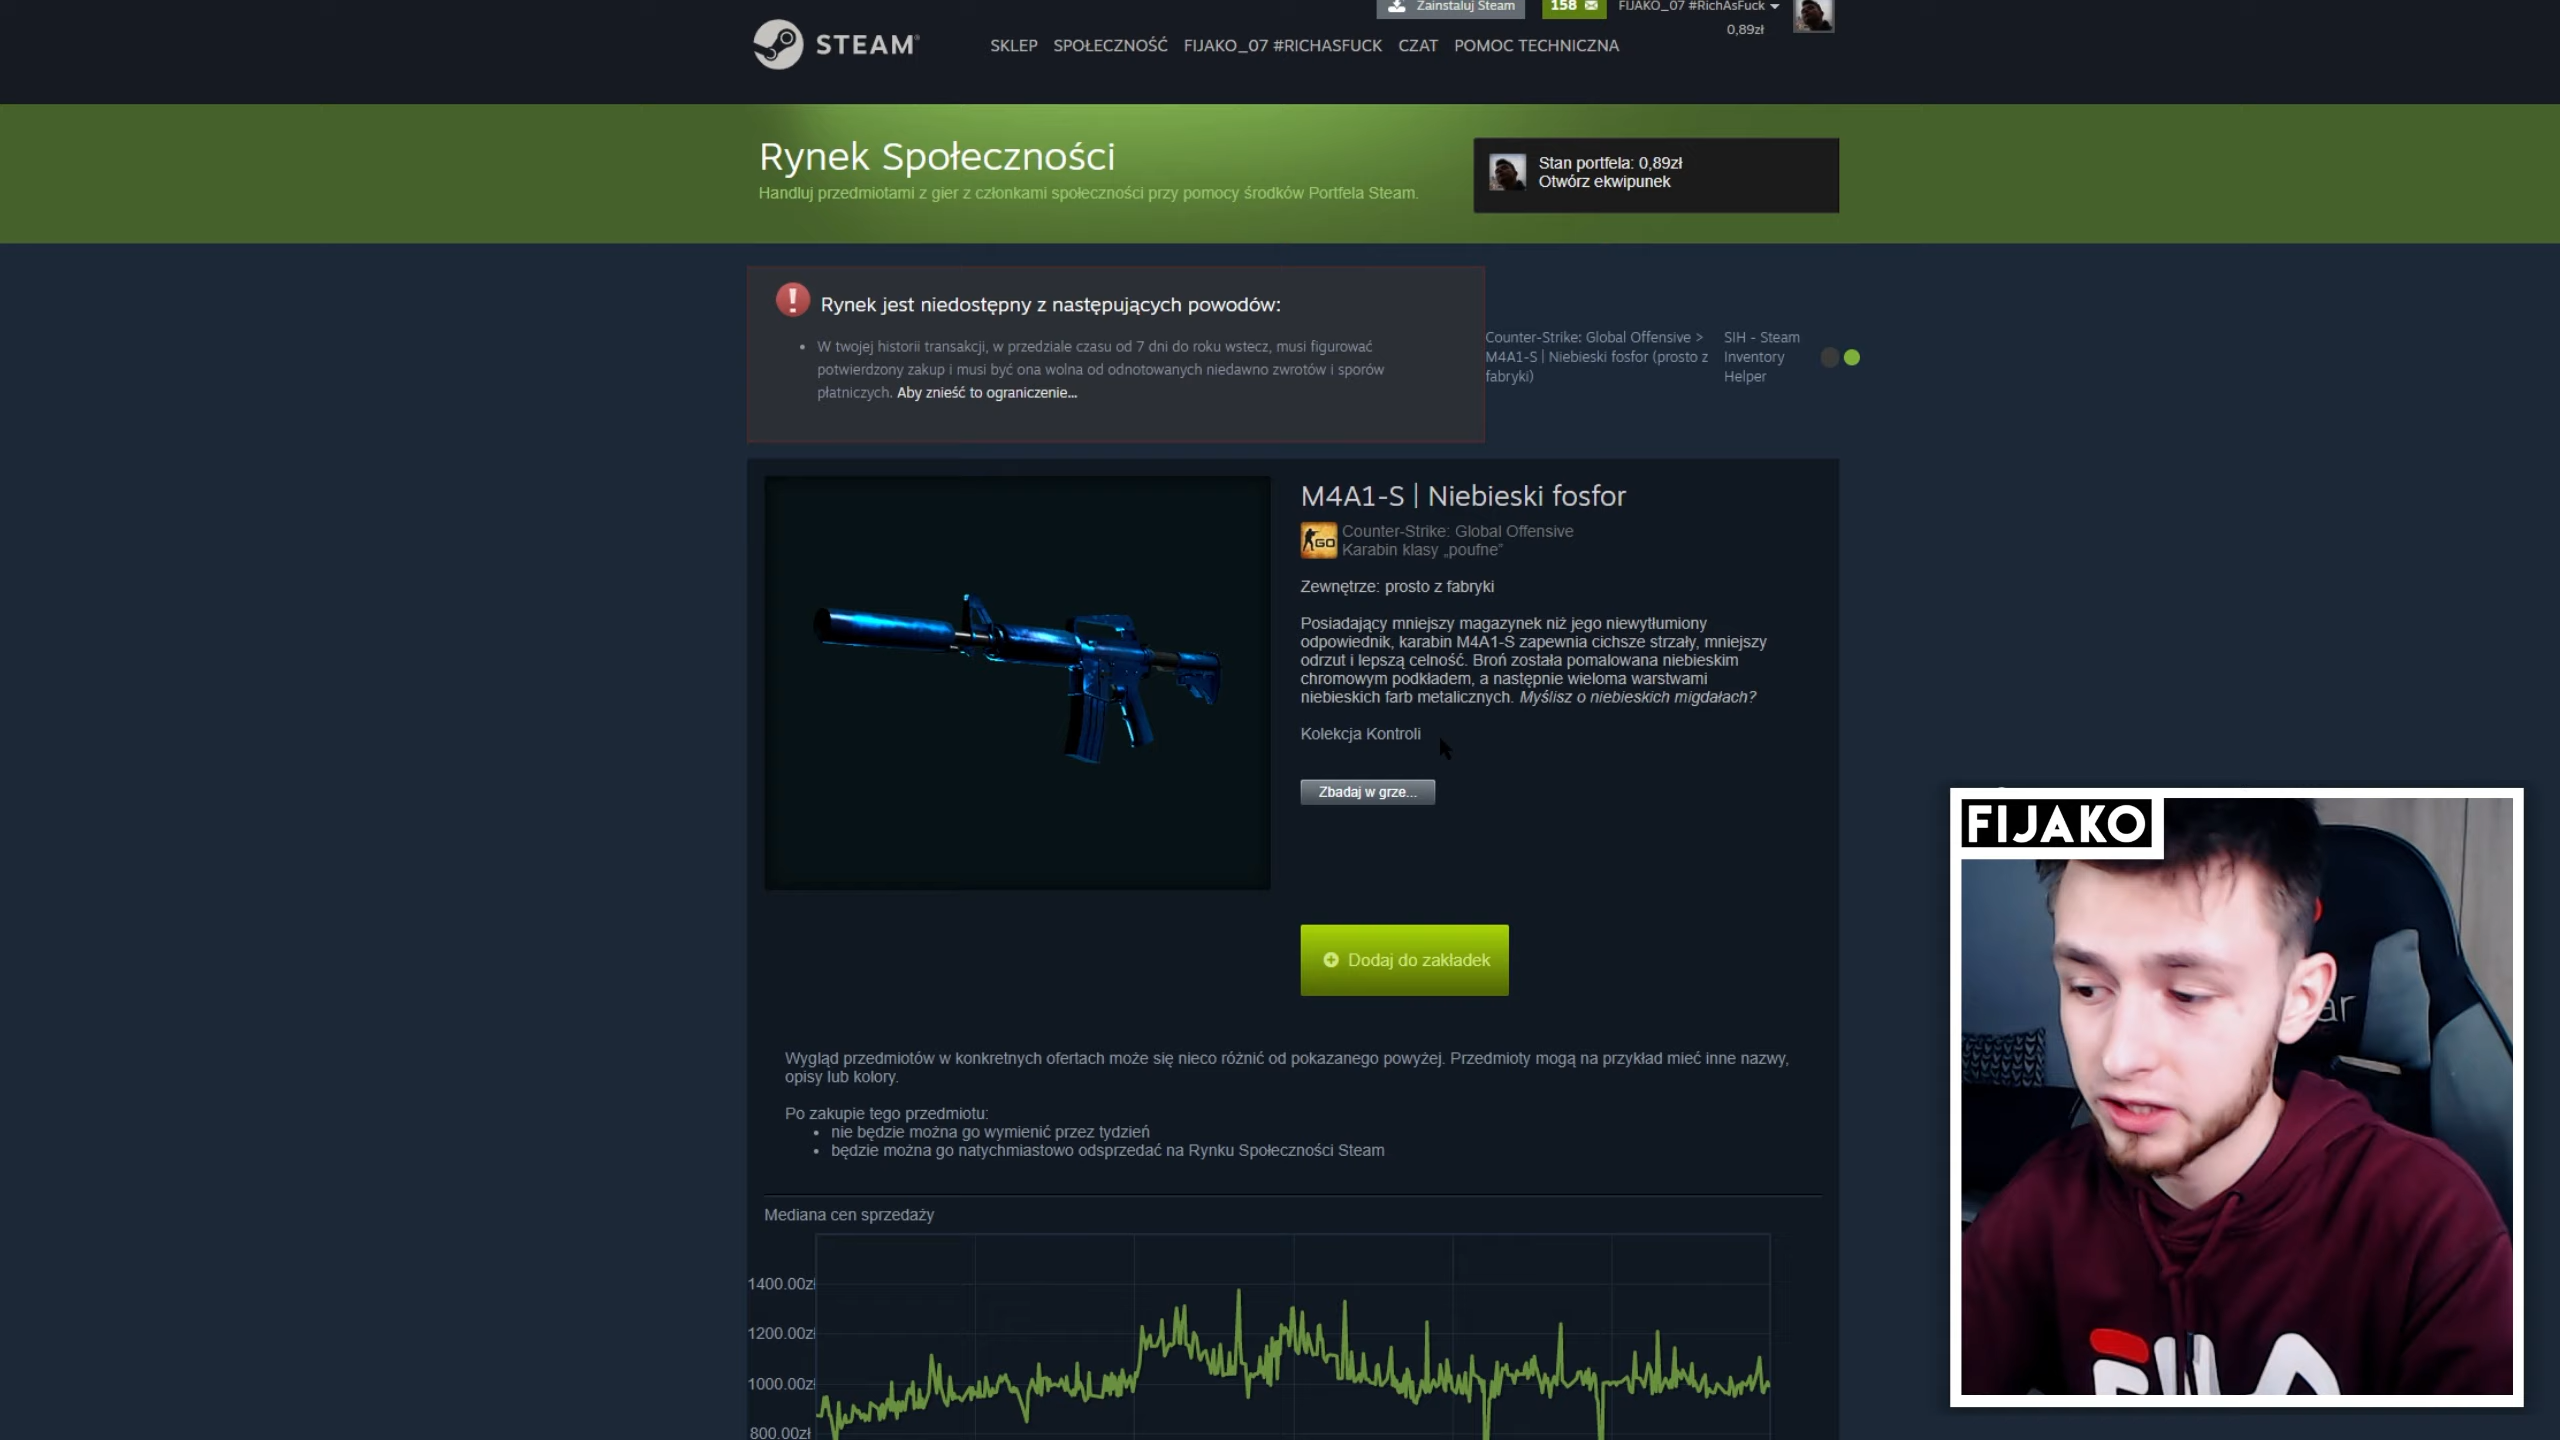 Zainstaluj Steam
158
FIJAKO_07 #RichAsFuck
0,89zł
STEAM
SKLEP SPOŁECZNOŚĆ FIJAKO_07 #RICHASFUCK CZAT POMOC TECHNICZNA
Rynek Społeczności
Handluj przedmiotami z gier z członkami społeczności przy pomocy środków Portfela Steam.
Stan portfela: 0,89zł
Otwórz ekwipunek
Rynek jest niedostępny z następujących powodów:
W twojej historii transakcji, w przedziale czasu od 7 dni do roku wstecz, musi figurować
potwierdzony zakup i musi być ona wolna od odnotowanych niedawno zwrotów i sporów
płatniczych. Aby znieść to ograniczenie...
Counter-Strike: Global Offensive >
M4A1-S | Niebieski fosfor (prosto z
fabryki)
SIH - Steam
Inventory
Helper
M4A1-S | Niebieski fosfor
GO
Counter-Strike: Global Offensive
Karabin klasy „poufne”
Zewnętrze: prosto z fabryki
Posiadający mniejszy magazynek niż jego niewytłumiony
odpowiednik, karabin M4A1-S zapewnia cichsze strzały, mniejszy
odrzut i lepszą celność. Broń została pomalowana niebieskim
chromowym podkładem, a następnie wieloma warstwami
niebieskich farb metalicznych. Myślisz o niebieskich migdałach?
Kolekcja Kontroli
Zbadaj w grze...
Dodaj do zakładek
Wygląd przedmiotów w konkretnych ofertach może się nieco różnić od pokazanego powyżej. Przedmioty mogą na przykład mieć inne nazwy,
opisy lub kolory.
Po zakupie tego przedmiotu:
nie będzie można go wymienić przez tydzień
będzie można go natychmiastowo odsprzedać na Rynku Społeczności Steam
Mediana cen sprzedaży
1400.00zł
1200.00zł
1000.00zł
800.00zł
FIJAKO
FILA